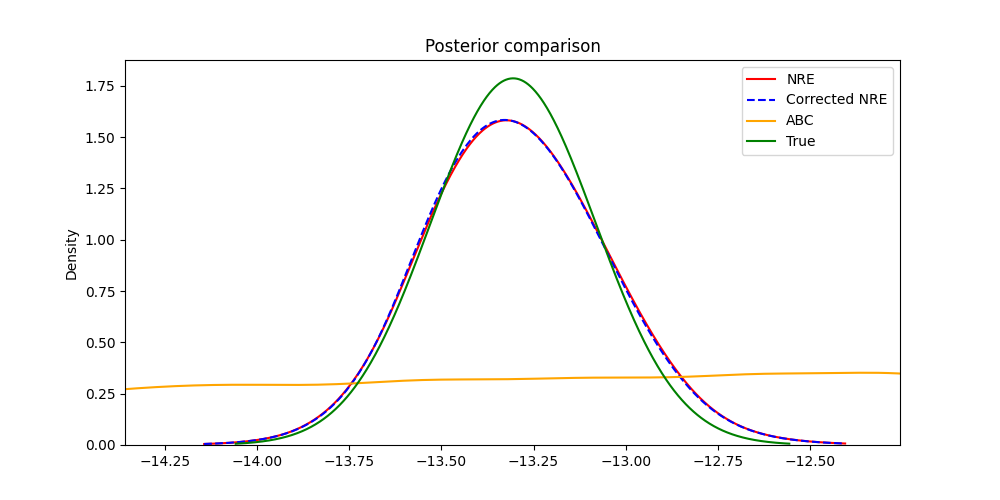 Posterior comparison
Density
1.75
1.50
1.25
1.00
0.75
0.50
0.25
0.00
−14.25
−14.00
−13.75
−13.50
−13.25
−13.00
−12.75
−12.50
NRE
Corrected NRE
ABC
True